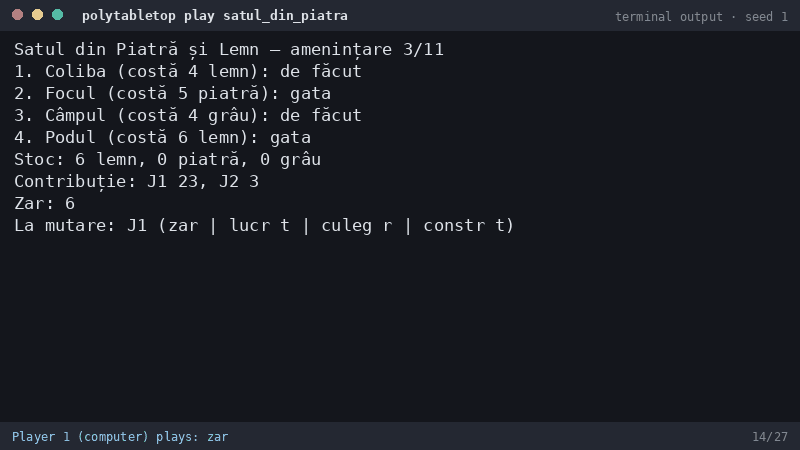 polytabletop play satul_din_piatra
terminal output · seed 1
Satul din Piatră și Lemn — amenințare 3/11
1. Coliba (costă 4 lemn): de făcut
2. Focul (costă 5 piatră): gata
3. Câmpul (costă 4 grâu): de făcut
4. Podul (costă 6 lemn): gata
Stoc: 6 lemn, 0 piatră, 0 grâu
Contribuție: J1 23, J2 3
Zar: 6
La mutare: J1 (zar | lucr t | culeg r | constr t)
Player 1 (computer) plays: zar
14/27